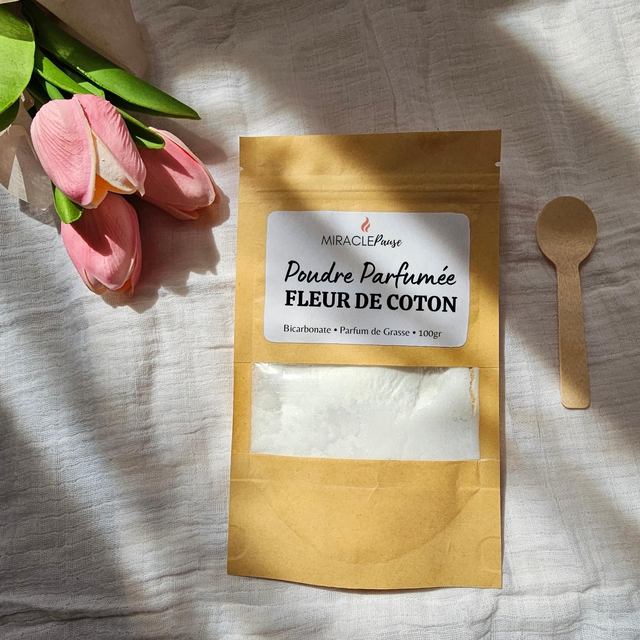 MIRACLEPause
Poudre Parfumée
FLEUR DE COTON
Bicarbonate • Parfum de Grasse • 100gr